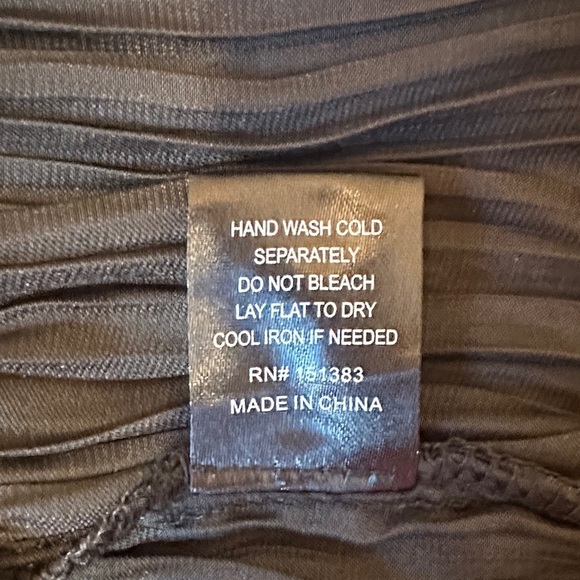 HAND WASH COLD
SEPARATELY
DO NOT BLEACH
LAY FLAT TO DRY
COOL IRON IF NEEDED
RN# 151383
MADE IN CHINA